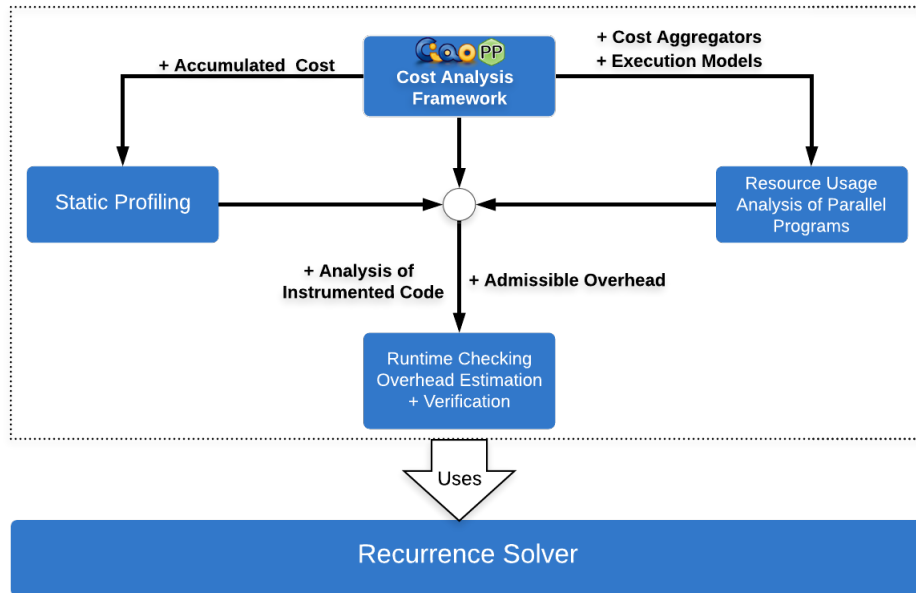 Ciao PP
Cost Analysis
Framework
+ Accumulated Cost
+ Cost Aggregators
+ Execution Models
Static Profiling
Resource Usage
Analysis of Parallel
Programs
+ Analysis of
Instrumented Code
+ Admissible Overhead
Runtime Checking
Overhead Estimation
+ Verification
Uses
Recurrence Solver